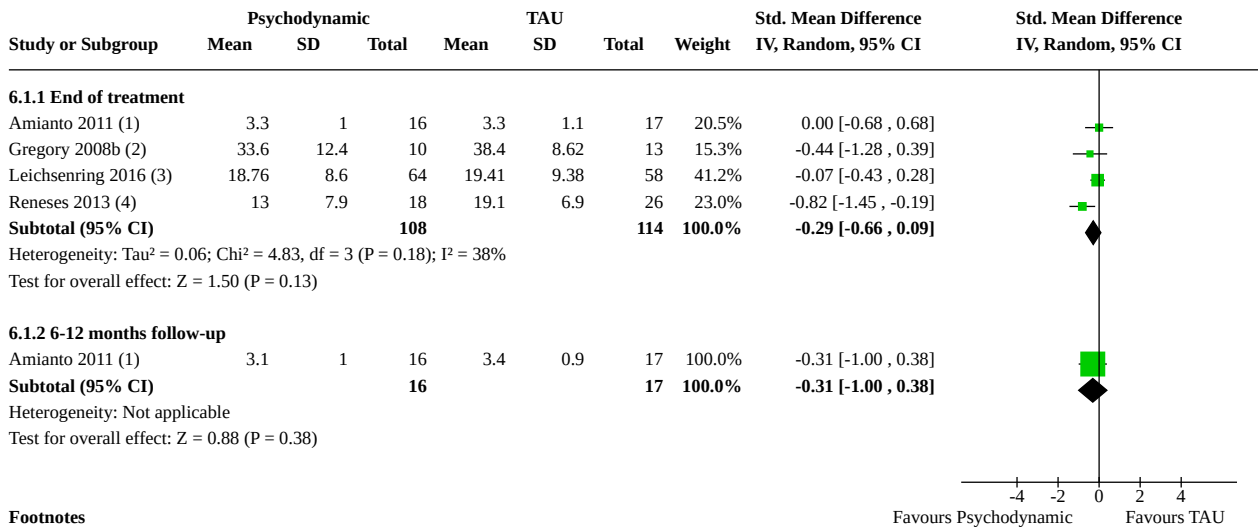 Psychodynamic TAU Std. Mean Difference Std. Mean Difference
Study or Subgroup Mean SD Total Mean SD Total Weight IV, Random, 95% CI IV, Random, 95% CI
6.1.1 End of treatment
Amianto 2011 (1) 3.3 1 16 3.3 1.1 17 20.5% 0.00 [-0.68 , 0.68]
Gregory 2008b (2) 33.6 12.4 10 38.4 8.62 13 15.3% -0.44 [-1.28 , 0.39]
Leichsenring 2016 (3) 18.76 8.6 64 19.41 9.38 58 41.2% -0.07 [-0.43 , 0.28]
Reneses 2013 (4) 13 7.9 18 19.1 6.9 26 23.0% -0.82 [-1.45 , -0.19]
Subtotal (95% CI) 108 114 100.0% -0.29 [-0.66 , 0.09]
Heterogeneity: Tau² = 0.06; Chi² = 4.83, df = 3 (P = 0.18); I² = 38%
Test for overall effect: Z = 1.50 (P = 0.13)
6.1.2 6-12 months follow-up
Amianto 2011 (1) 3.1 1 16 3.4 0.9 17 100.0% -0.31 [-1.00 , 0.38]
Subtotal (95% CI) 16 17 100.0% -0.31 [-1.00 , 0.38]
Heterogeneity: Not applicable
Test for overall effect: Z = 0.88 (P = 0.38)
-4 -2 0 2 4
Footnotes Favours Psychodynamic Favours TAU